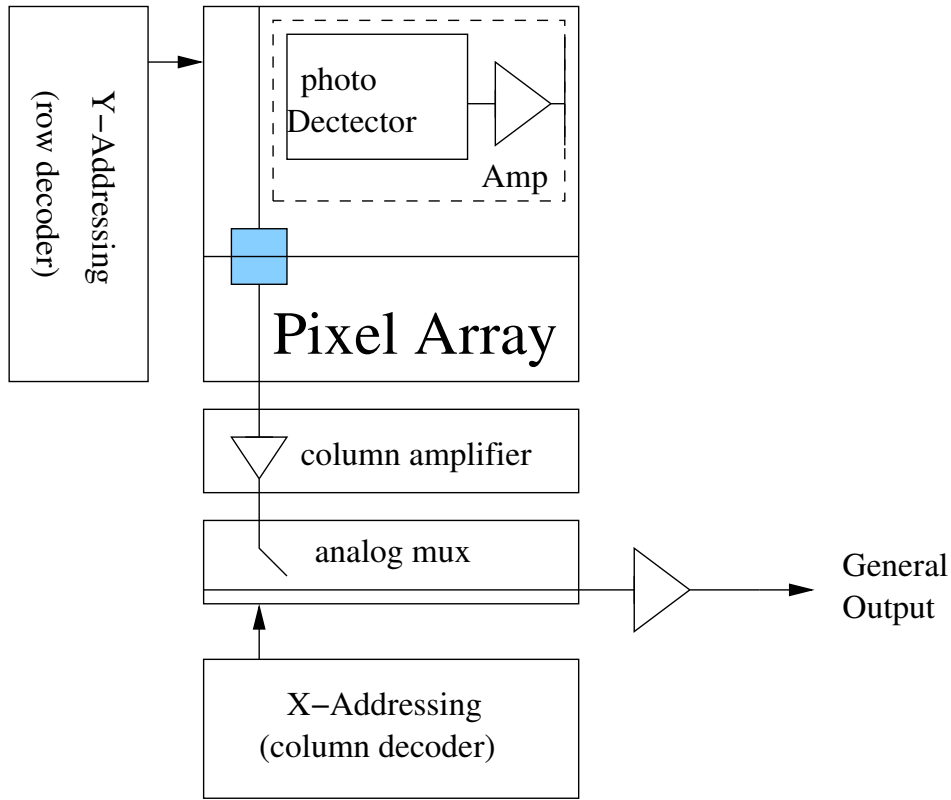 Y−Addressing
(row decoder)
photo
Dectector
Amp
Pixel Array
column amplifier
analog mux
General
Output
X−Addressing
(column decoder)